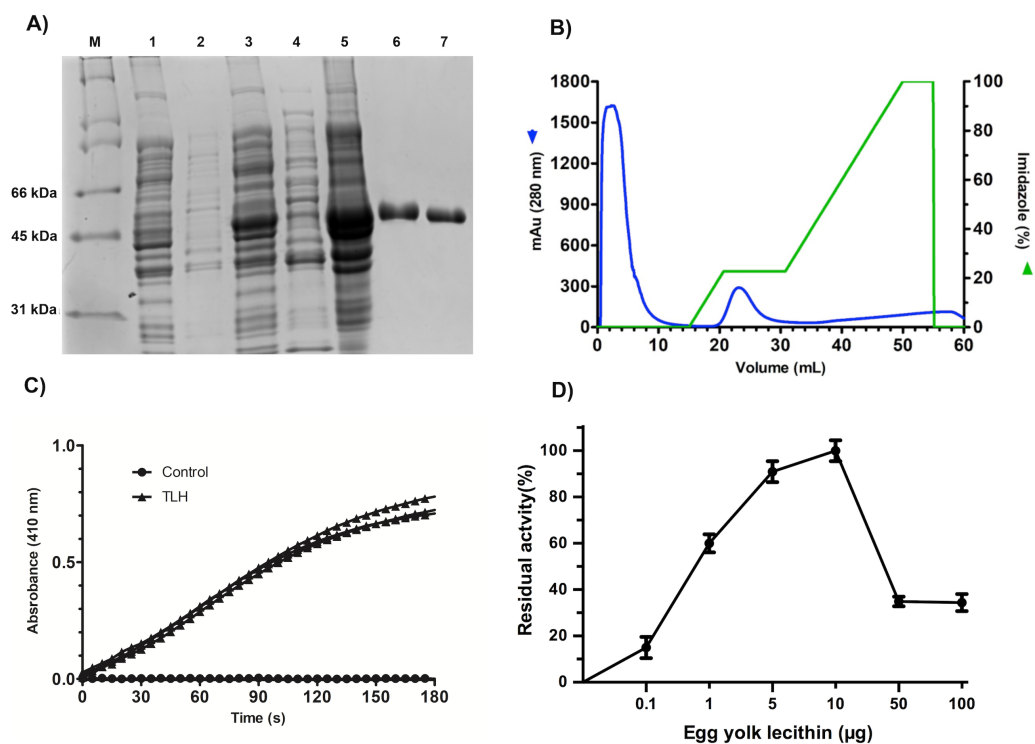 A)
M 1 2 3 4 5 6 7
66 kDa
45 kDa
31 kDa
B)
mAu (280 nm)
1800
1500
1200
900
600
300
0
100
80
60
40
20
0
Imidazole (%)
0 10 20 30 40 50 60
Volume (mL)
C)
Absrobance (410 nm)
1.0
0.5
0.0
Control
TLH
0 30 60 90 120 150 180
Time (s)
D)
Residual actvity(%)
100
80
60
40
20
0
0.1 1 5 10 50 100
Egg yolk lecithin (µg)